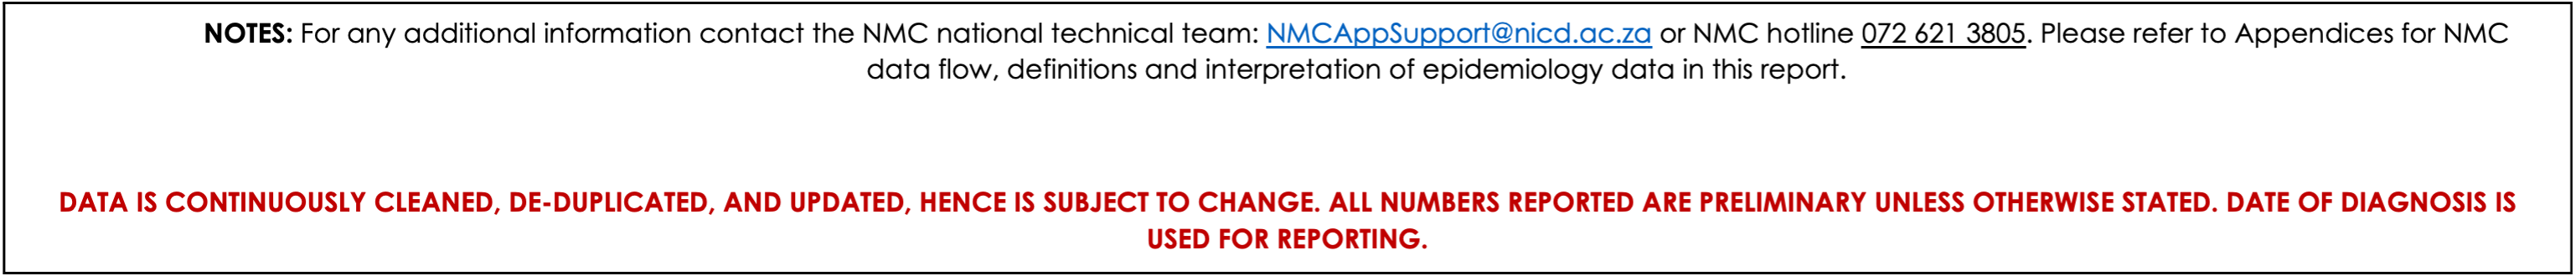 NOTES: For any additional information contact the NMC national technical team: NMCAppSupport@nicd.ac.za or NMC hotline 072 621 3805. Please refer to Appendices for NMC
data flow, definitions and interpretation of epidemiology data in this report.
DATA IS CONTINUOUSLY CLEANED, DE-DUPLICATED, AND UPDATED, HENCE IS SUBJECT TO CHANGE. ALL NUMBERS REPORTED ARE PRELIMINARY UNLESS OTHERWISE STATED. DATE OF DIAGNOSIS IS
USED FOR REPORTING.